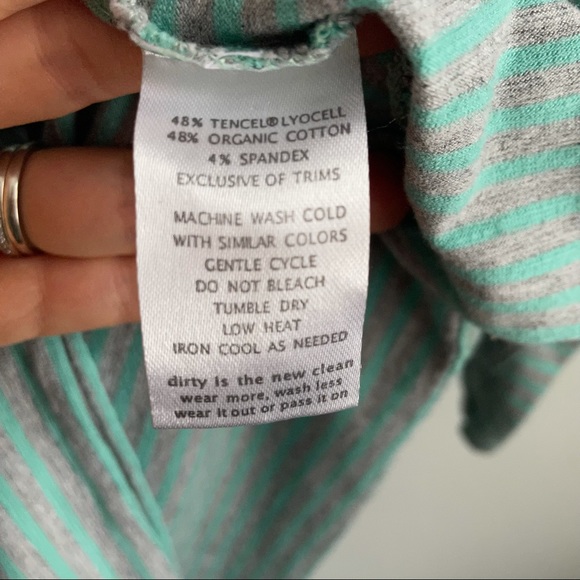 48% TENCEL®LYOCELL
48% ORGANIC COTTON
4% SPANDEX
EXCLUSIVE OF TRIMS
MACHINE WASH COLD
WITH SIMILAR COLORS
GENTLE CYCLE
DO NOT BLEACH
TUMBLE DRY
LOW HEAT
IRON COOL AS NEEDED
dirty is the new clean
wear more, wash less
wear it out or pass it on